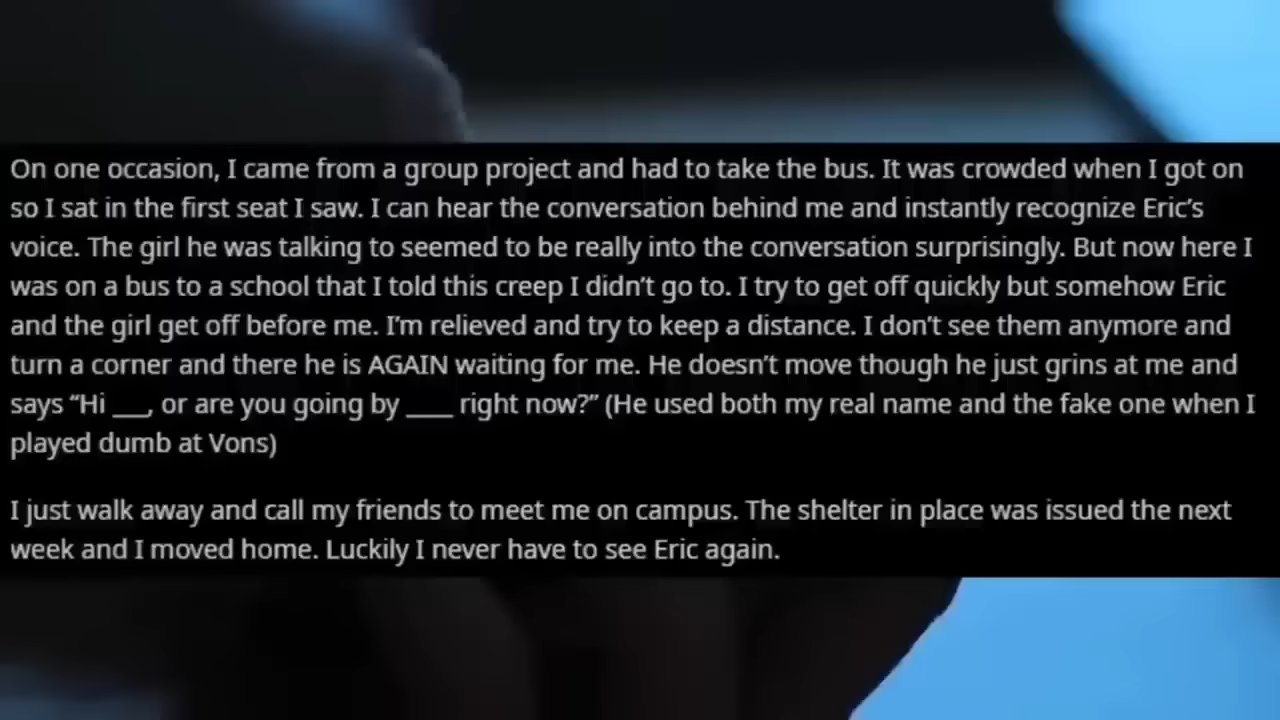 On one occasion, I came from a group project and had to take the bus. It was crowded when I got on
so I sat in the first seat I saw. I can hear the conversation behind me and instantly recognize Eric’s
voice. The girl he was talking to seemed to be really into the conversation surprisingly. But now here I
was on a bus to a school that I told this creep I didn’t go to. I try to get off quickly but somehow Eric
and the girl get off before me. I’m relieved and try to keep a distance. I don’t see them anymore and
turn a corner and there he is AGAIN waiting for me. He doesn’t move though he just grins at me and
says “Hi ___, or are you going by ____ right now?” (He used both my real name and the fake one when I
played dumb at Vons)
I just walk away and call my friends to meet me on campus. The shelter in place was issued the next
week and I moved home. Luckily I never have to see Eric again.